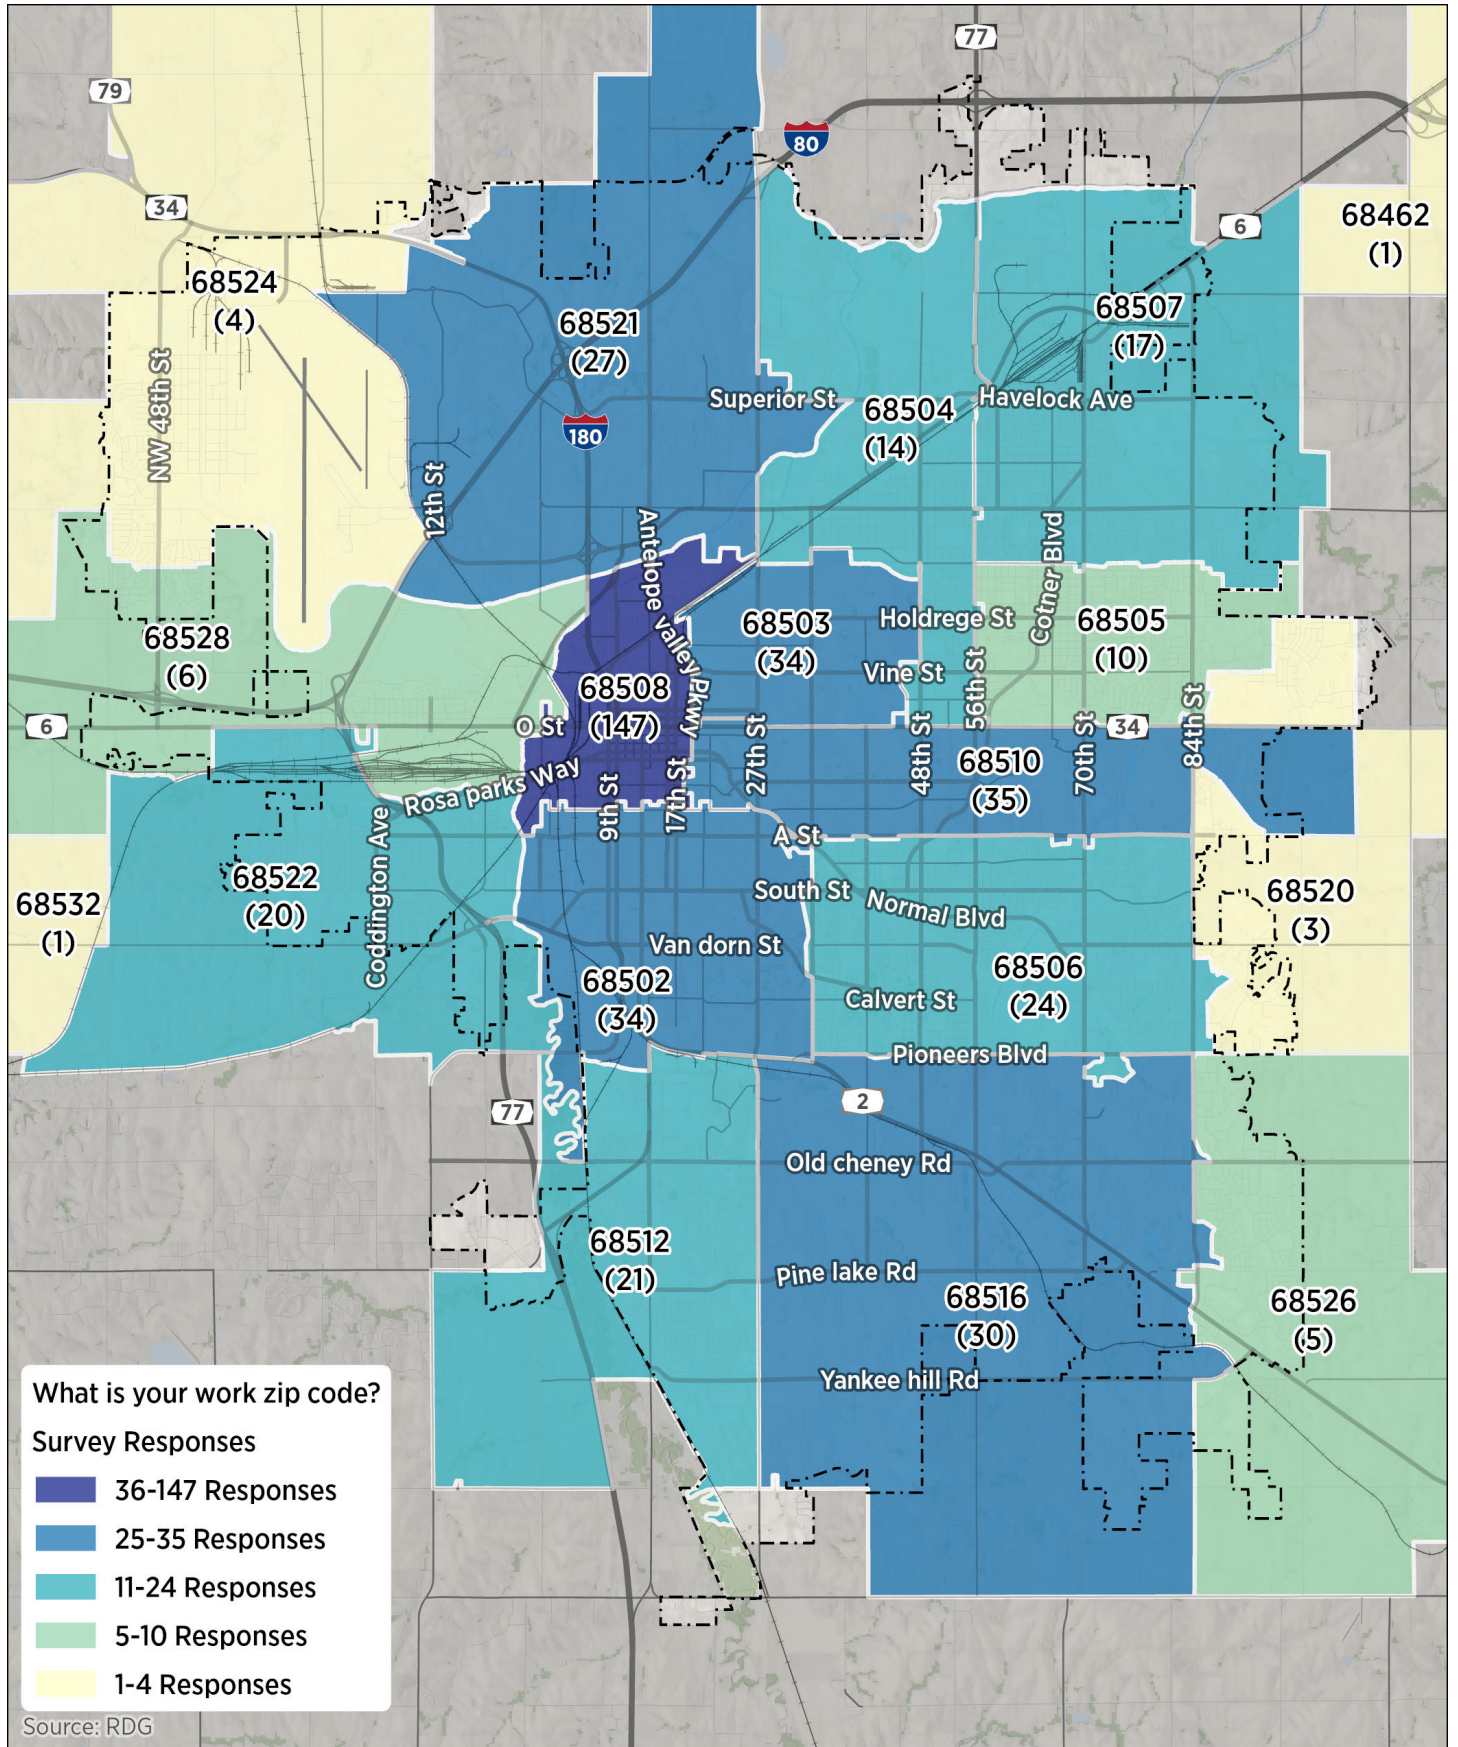 77
79
80
34
68462
(1)
6
68524
(4)
68507
(17)
68521
(27)
NW 48th St
Superior St
Havelock Ave
68504
(14)
180
12th St
Antelope valley Pkwy
Cotner Blvd
68503
(34)
Holdrege St
68505
(10)
68528
(6)
Vine St
56th St
68508
(147)
6
O St
34
27th St
48th St
70th St
84th St
68510
(35)
Rosa parks Way
9th St
17th St
A St
Coddington Ave
68522
(20)
68532
(1)
South St
Normal Blvd
68520
(3)
Van dorn St
68502
(34)
68506
(24)
Calvert St
Pioneers Blvd
77
2
Old cheney Rd
68512
(21)
Pine lake Rd
68516
(30)
68526
(5)
Yankee hill Rd
What is your work zip code?
Survey Responses
36-147 Responses
25-35 Responses
11-24 Responses
5-10 Responses
1-4 Responses
Source: RDG